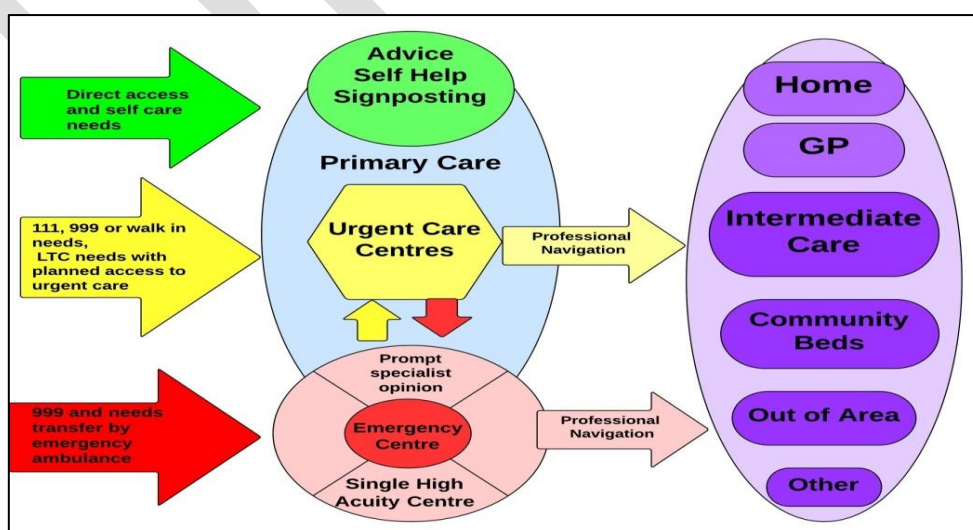 Direct access
and self care
needs
Advice
Self Help
Signposting
Primary Care
111, 999 or walk in
needs,
LTC needs with
planned access to
urgent care
Urgent Care
Centres
Professional
Navigation
Prompt
specialist
opinion
999 and needs
transfer by
emergency
ambulance
Emergency
Centre
Single High
Acuity Centre
Professional
Navigation
Home
GP
Intermediate
Care
Community
Beds
Out of Area
Other